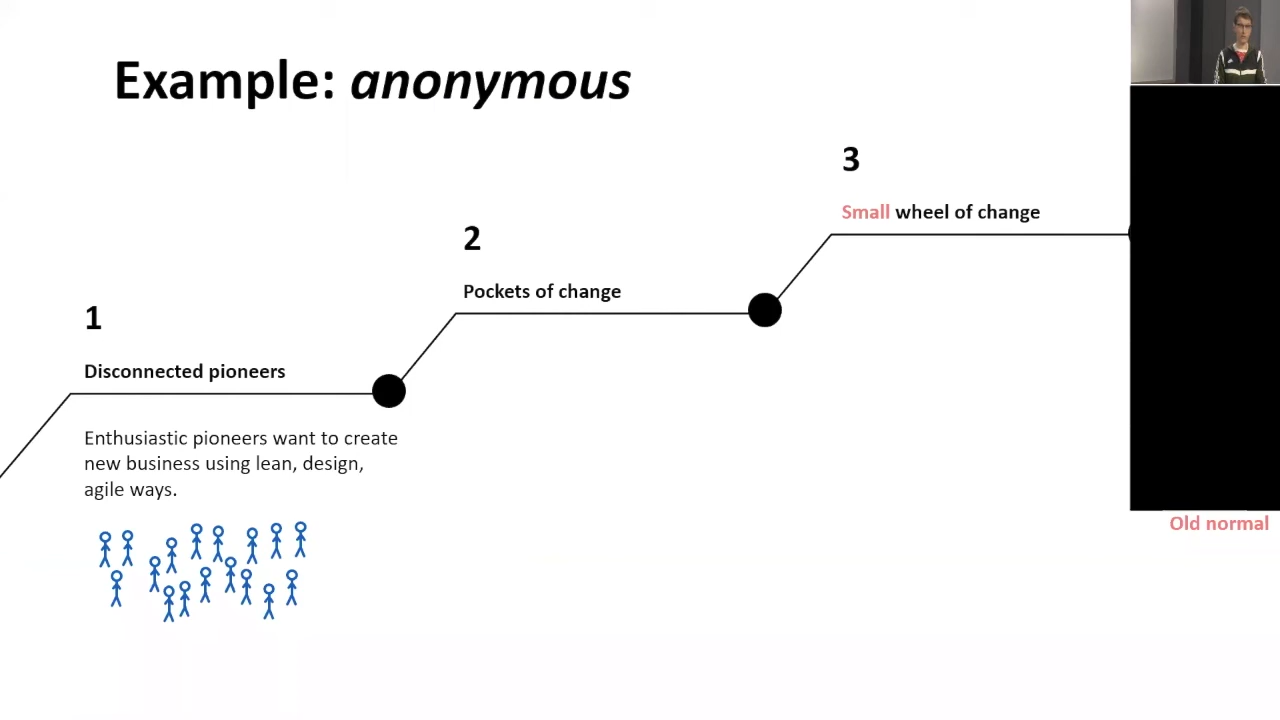 Example: anonymous
3
Small wheel of change
2
Pockets of change
1
Disconnected pioneers
Enthusiastic pioneers want to create
new business using lean, design,
agile ways.
Old normal